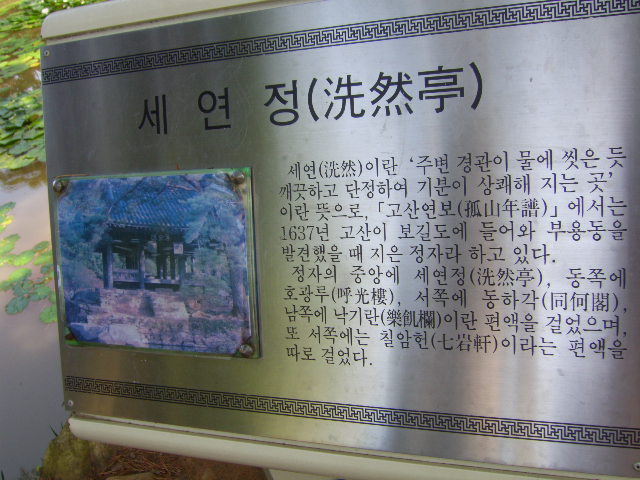 세 연 정(洗然亭)
세연(洗然)이란 '주변 경관이 물에 씻은 듯
깨끗하고 단정하여 기분이 상쾌해 지는 곳'
이란 뜻으로, 「고산연보(孤山年譜)」에서는
1637년 고산이 보길도에 들어와 부용동을
발견했을 때 지은 정자라 하고 있다.
정자의 중앙에 세연정(洗然亭), 동쪽에
호광루(呼光樓), 서쪽에 동하각(同何閣),
남쪽에 낙기란(樂飢欄)이란 편액을 걸었으며,
또 서쪽에는 칠암헌(七岩軒)이라는 편액을
따로 걸었다.